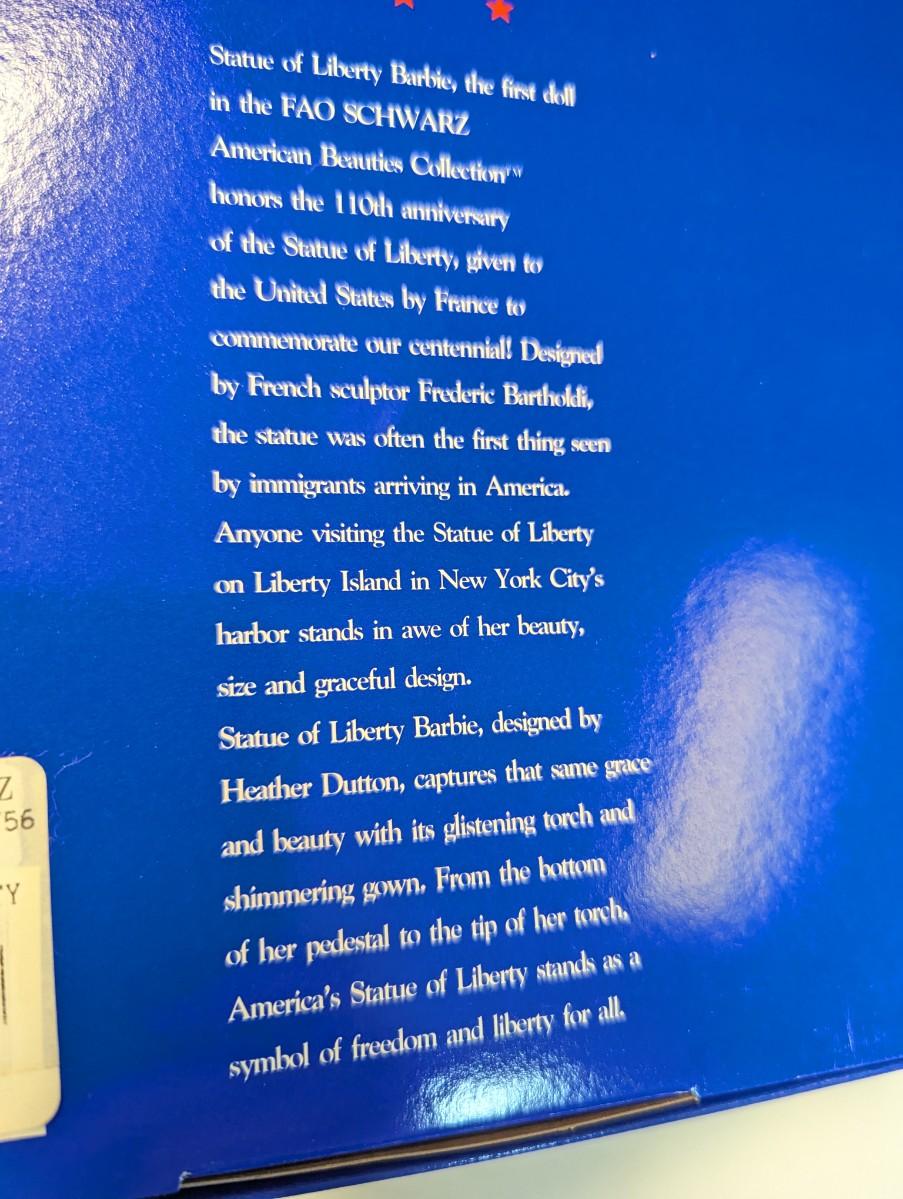 Statue of Liberty Barbie, the first doll
in the FAO SCHWARZ
American Beauties Collection™
honors the 110th anniversary
of the Statue of Liberty, given to
the United States by France to
commemorate our centennial! Designed
by French sculptor Frederic Bartholdi,
the statue was often the first thing seen
by immigrants arriving in America.
Anyone visiting the Statue of Liberty
on Liberty Island in New York City's
harbor stands in awe of her beauty,
size and graceful design.
Statue of Liberty Barbie, designed by
Heather Dutton, captures that same grace
and beauty with its glistening torch and
shimmering gown. From the bottom
of her pedestal to the tip of her torch,
America's Statue of Liberty stands as a
symbol of freedom and liberty for all.
Z
56
Y